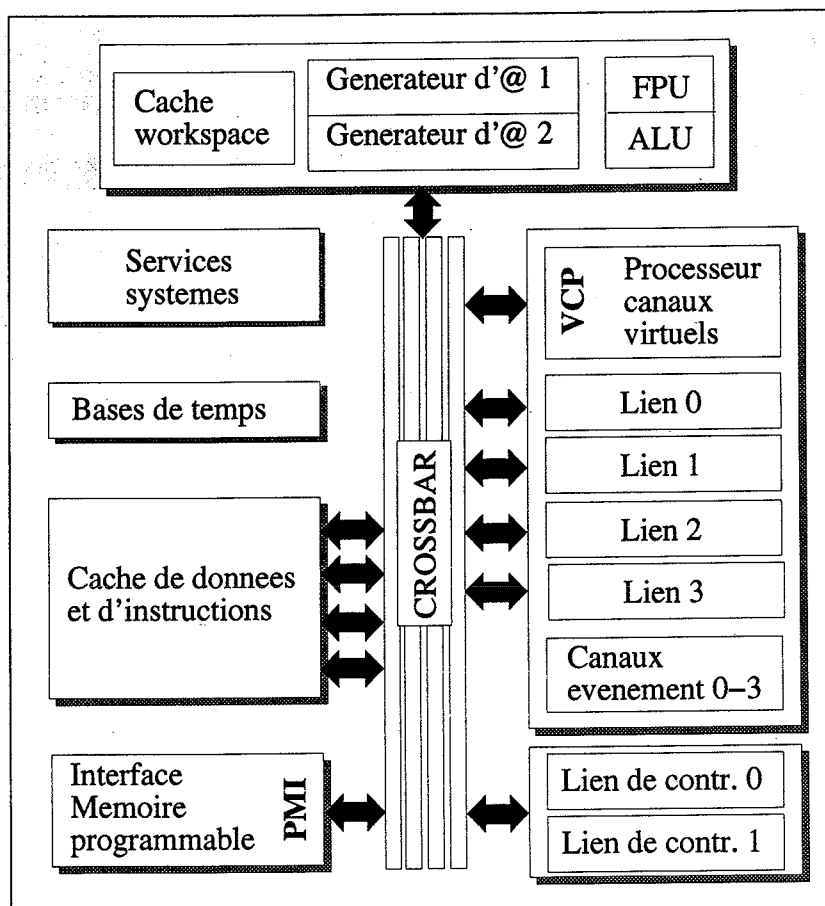 Cache
workspace
Generateur d'@ 1
Generateur d'@ 2
FPU
ALU
Services
systemes
Bases de temps
Cache de donnees
et d'instructions
Interface
Memoire
programmable
PMI
CROSSBAR
VCP
Processeur
canaux
virtuels
Lien 0
Lien 1
Lien 2
Lien 3
Canaux
evenement 0–3
Lien de contr. 0
Lien de contr. 1